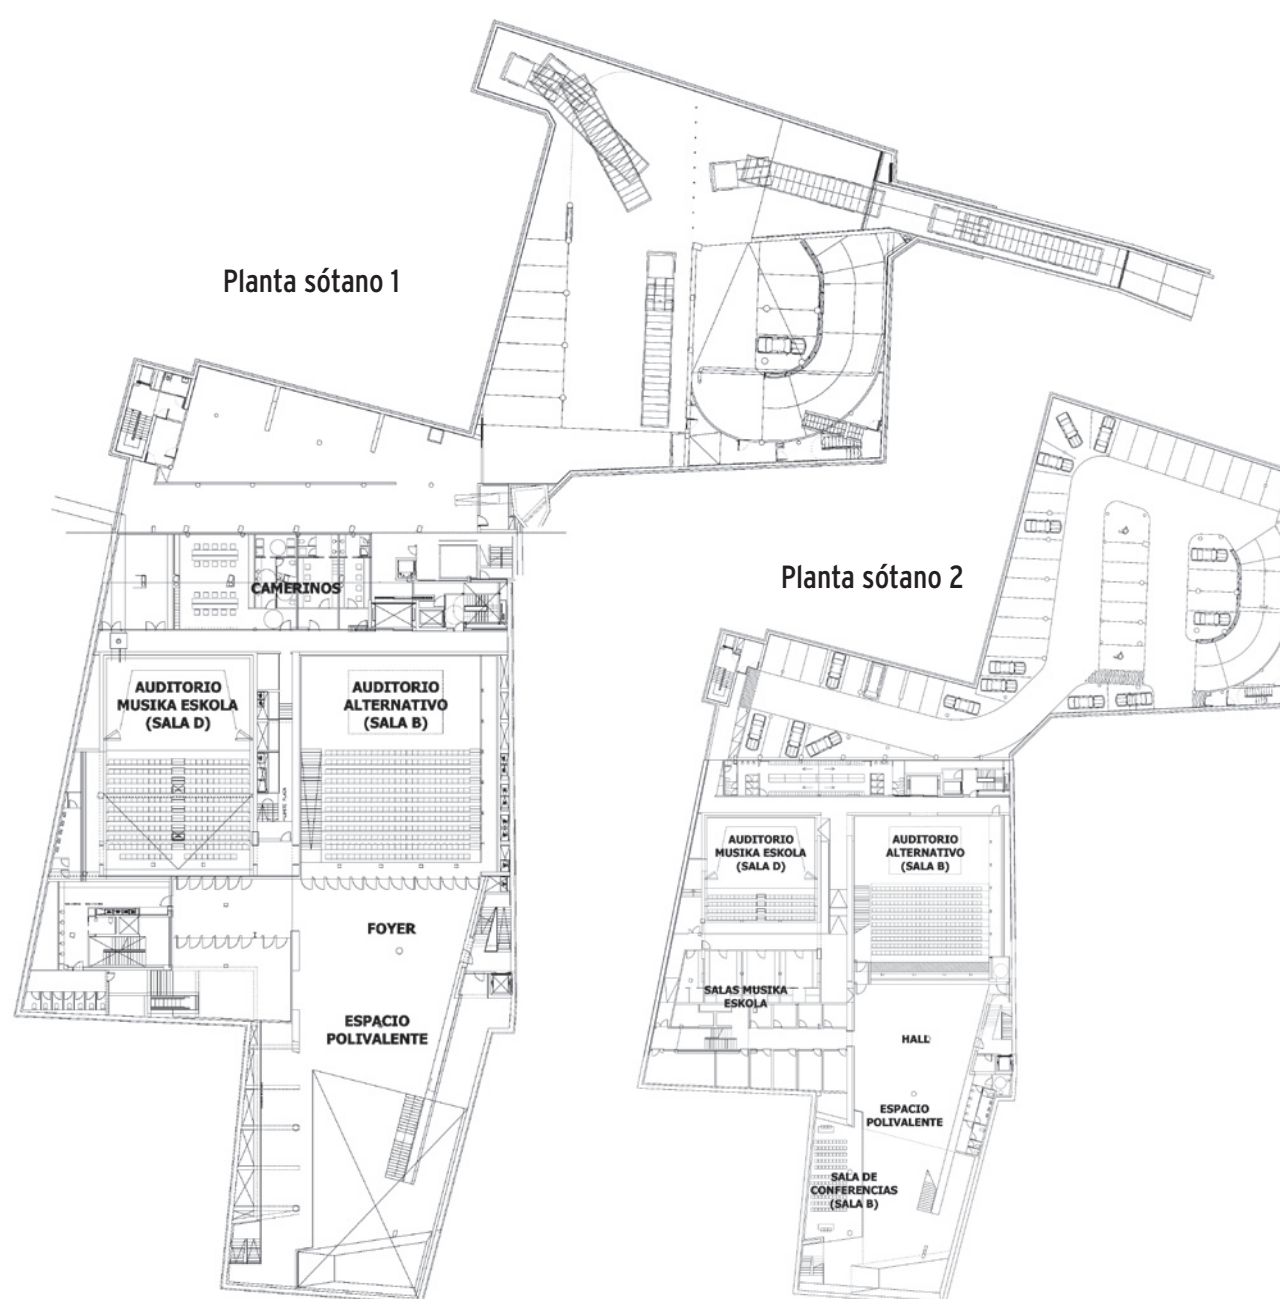 Planta sótano 1
CAMERINOS
AUDITORIO
MUSIKA ESKOLA
(SALA D)
AUDITORIO
ALTERNATIVO
(SALA B)
FOYER
ESPACIO
POLIVALENTE
Planta sótano 2
AUDITORIO
MUSIKA ESKOLA
(SALA D)
AUDITORIO
ALTERNATIVO
(SALA B)
SALAS MUSIKA
ESKOLA
HALL
ESPACIO
POLIVALENTE
SALA DE
CONFERENCIAS
(SALA B)